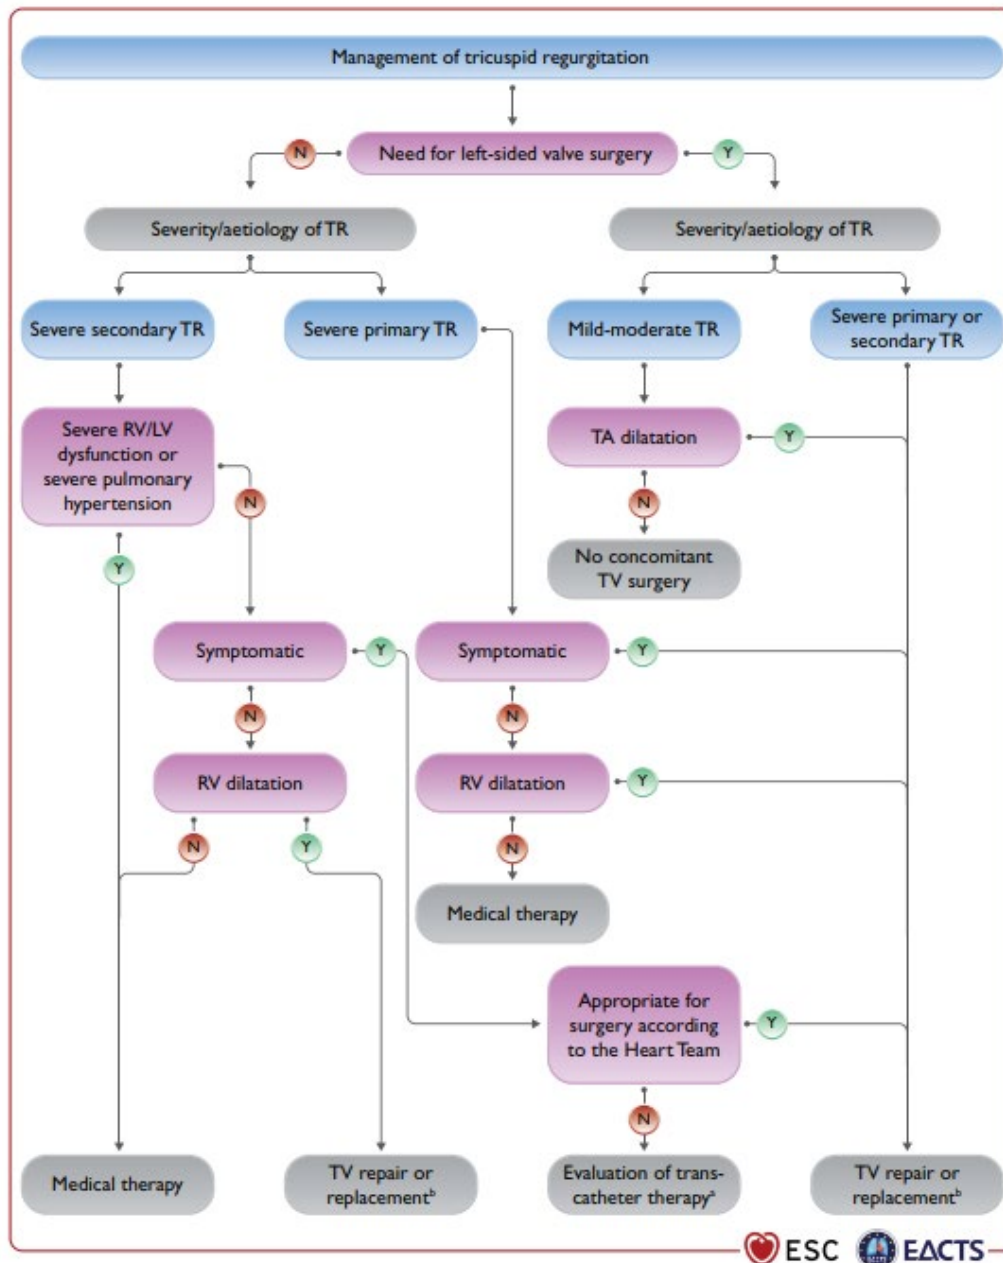 Management of tricuspid regurgitation
N
Need for left-sided valve surgery
Y
Severity/aetiology of TR
Severity/aetiology of TR
Severe secondary TR
Severe primary TR
Mild-moderate TR
Severe primary or
secondary TR
Severe RV/LV
dysfunction or
severe pulmonary
hypertension
TA dilatation
Y
N
N
Y
No concomitant
TV surgery
Symptomatic
Y
Symptomatic
Y
N
N
RV dilatation
RV dilatation
Y
N
Y
N
Medical therapy
Appropriate for
surgery according
to the Heart Team
Y
N
Medical therapy
TV repair or
replacementᵇ
Evaluation of trans-
catheter therapyᵃ
TV repair or
replacementᵇ
ESC
EACTS